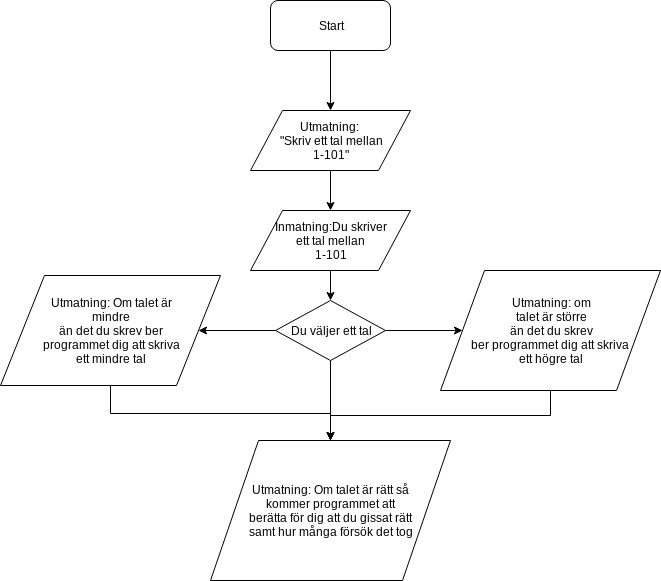 Start
Utmatning:
"Skriv ett tal mellan
1-101"
Inmatning:Du skriver
ett tal mellan
1-101
Du väljer ett tal
Utmatning: Om talet är
mindre
än det du skrev ber
programmet dig att skriva
ett mindre tal
Utmatning: om
talet är större
än det du skrev
ber programmet dig att skriva
ett högre tal
Utmatning: Om talet är rätt så
kommer programmet att
berätta för dig att du gissat rätt
samt hur många försök det tog